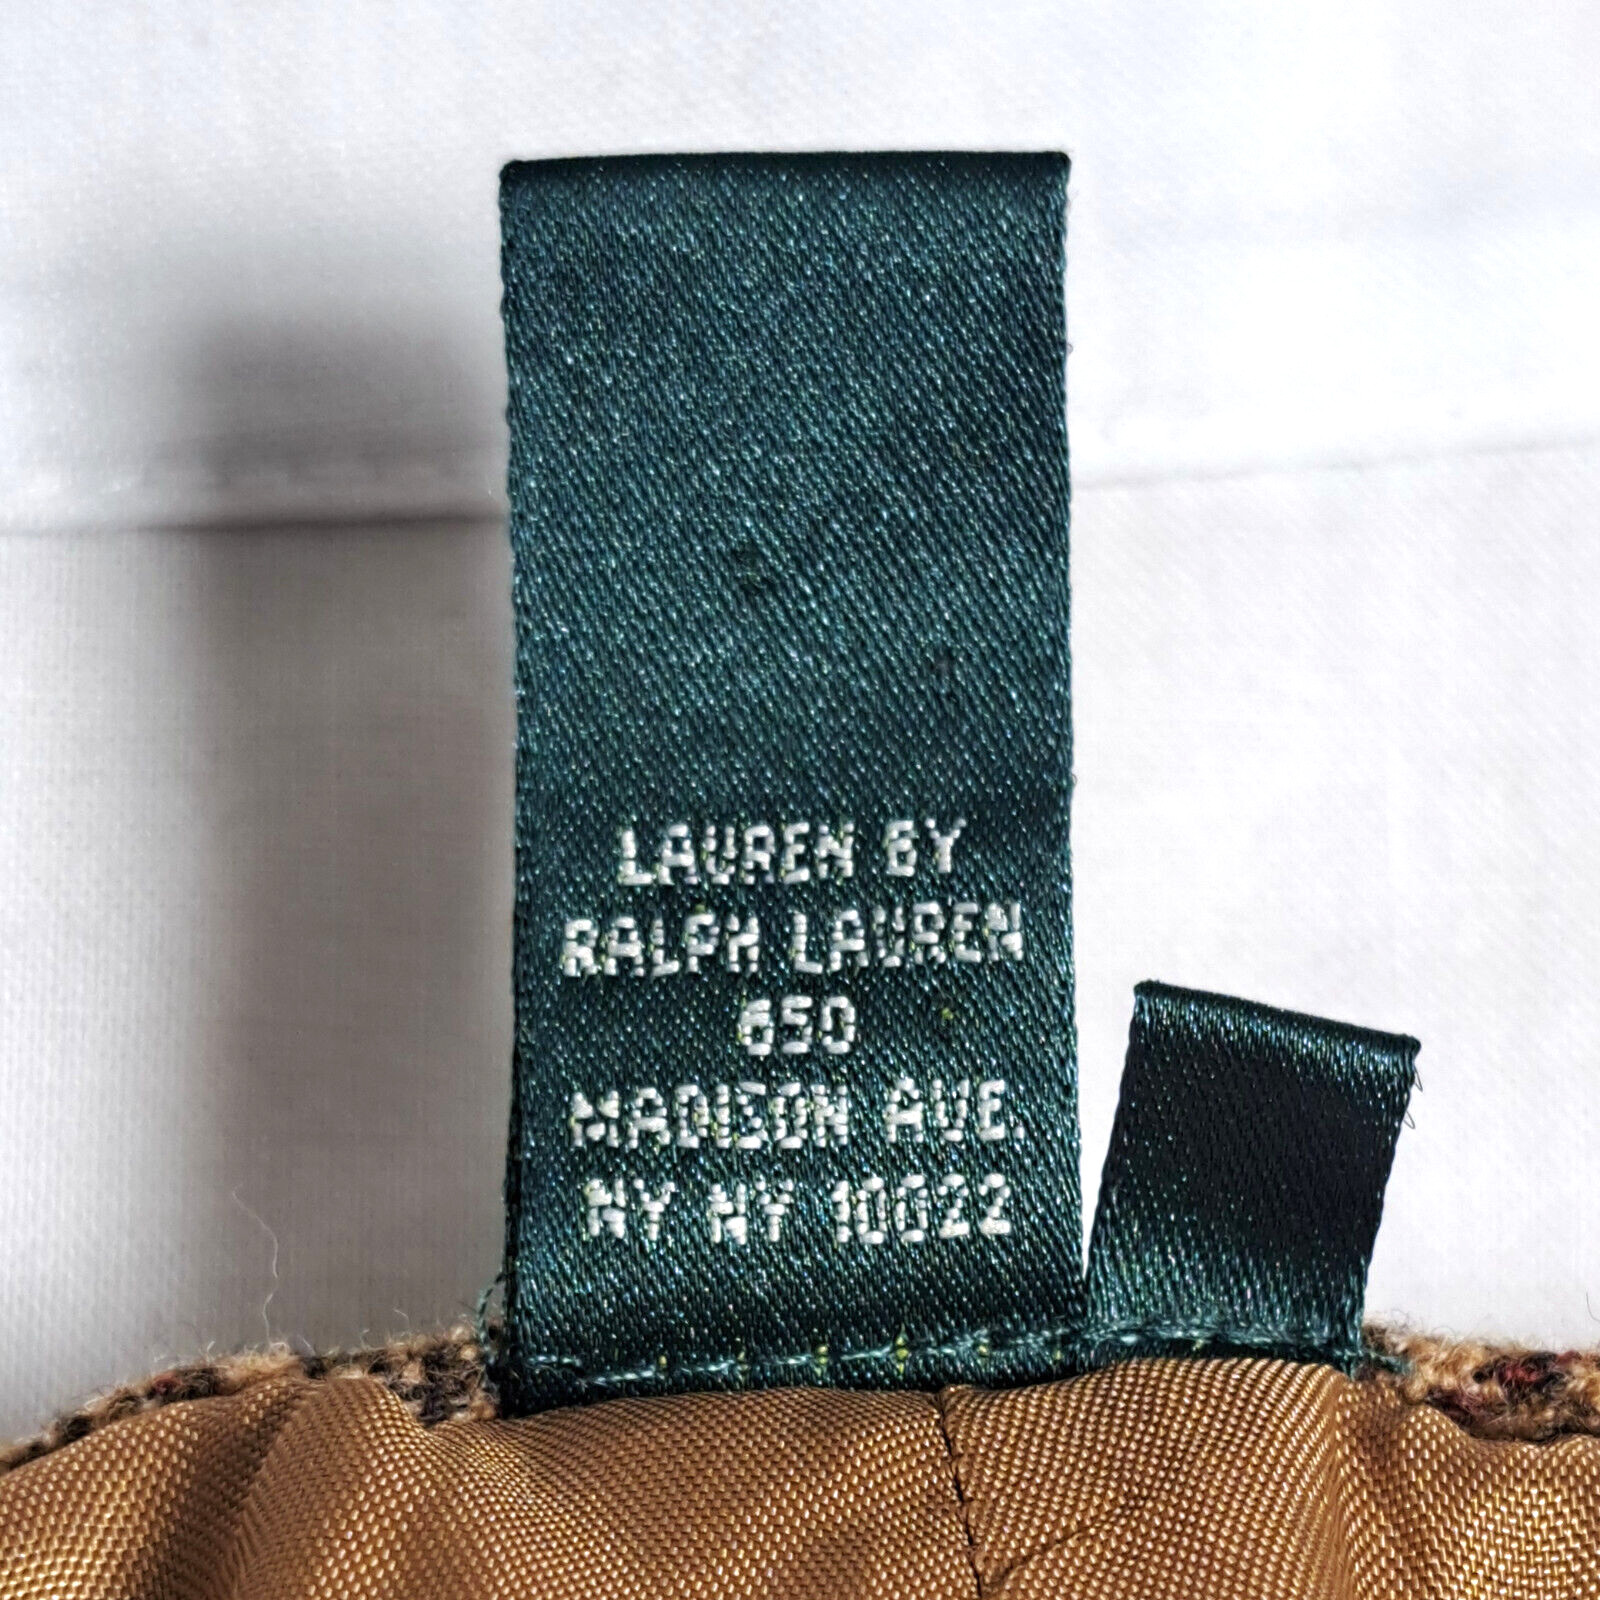 LAUREN BY
RALPH LAUREN
650
MADISON AVE.
NY NY 10022